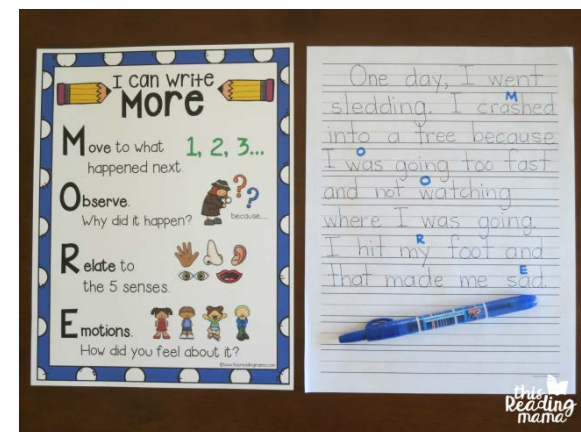 I can write
MORE
Move to what 1, 2, 3...
happened next.
Observe.
Why did it happen? because...
Relate to
the 5 senses.
Emotions.
How did you feel about it?
©www.thisreadingmama.com
One day, I went
sledding. I crashed
M
into a tree because
O
I was going too fast
O
and not watching
where I was going.
R
I hit my foot and
E
that made me sad.
this
Reading
mama